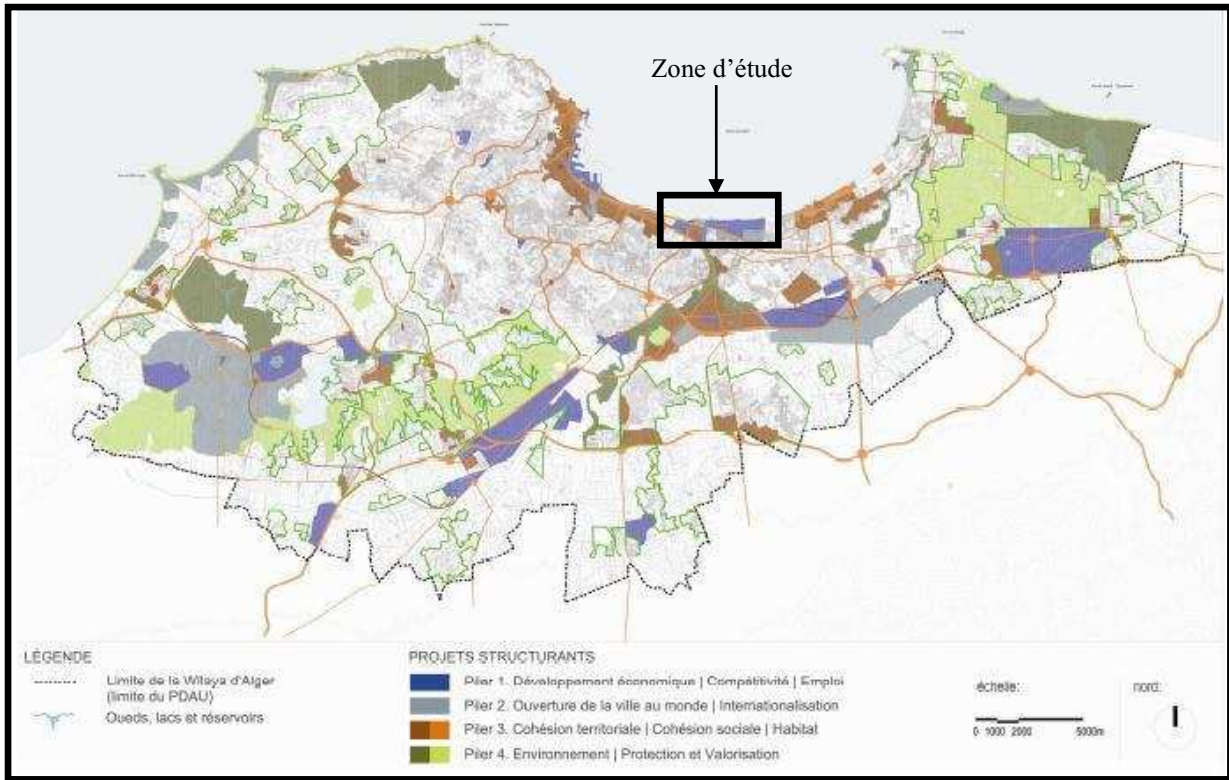 Zone d'étude
LÉGENDE
Limite de la Wilaya d'Alger
(limite du PDAU)
Oueds, lacs et réservoirs
PROJETS STRUCTURANTS
Pilier 1. Développement économique | Compétitivité | Emploi
Pilier 2. Ouverture de la ville au monde | Internationalisation
Pilier 3. Cohésion territoriale | Cohésion sociale | Habitat
Pilier 4. Environnement | Protection et Valorisation
échelle:
0 1000 2000 5000m
nord: